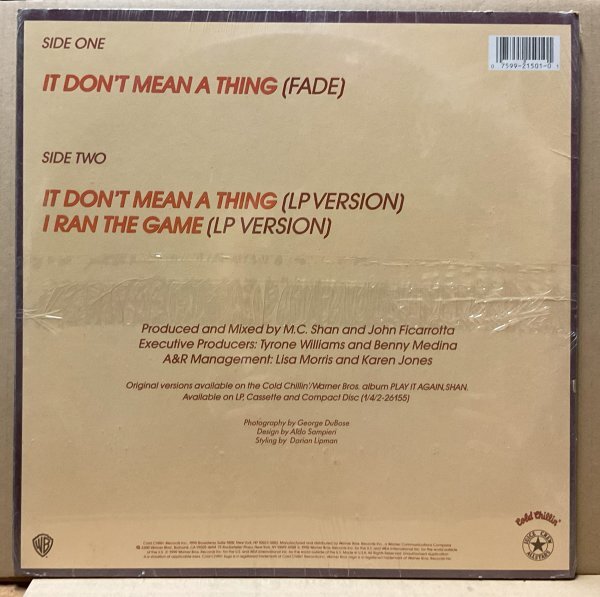 SIDE ONE
IT DON'T MEAN A THING (FADE)
0 7599-21501-0 1
SIDE TWO
IT DON'T MEAN A THING (LP VERSION)
I RAN THE GAME (LP VERSION)
Produced and Mixed by M.C. Shan and John Ficarrotta
Executive Producers: Tyrone Williams and Benny Medina
A&R Management: Lisa Morris and Karen Jones
Original versions available on the Cold Chillin'/Warner Bros. album PLAY IT AGAIN, SHAN.
Available on LP, Cassette and Compact Disc (1/4/2-26155)
Photography by George DuBose
Design by Aldo Sampieri
Styling by Darian Lipman
WB
Cold Chillin'
JUICE CREW
ALLSTARS